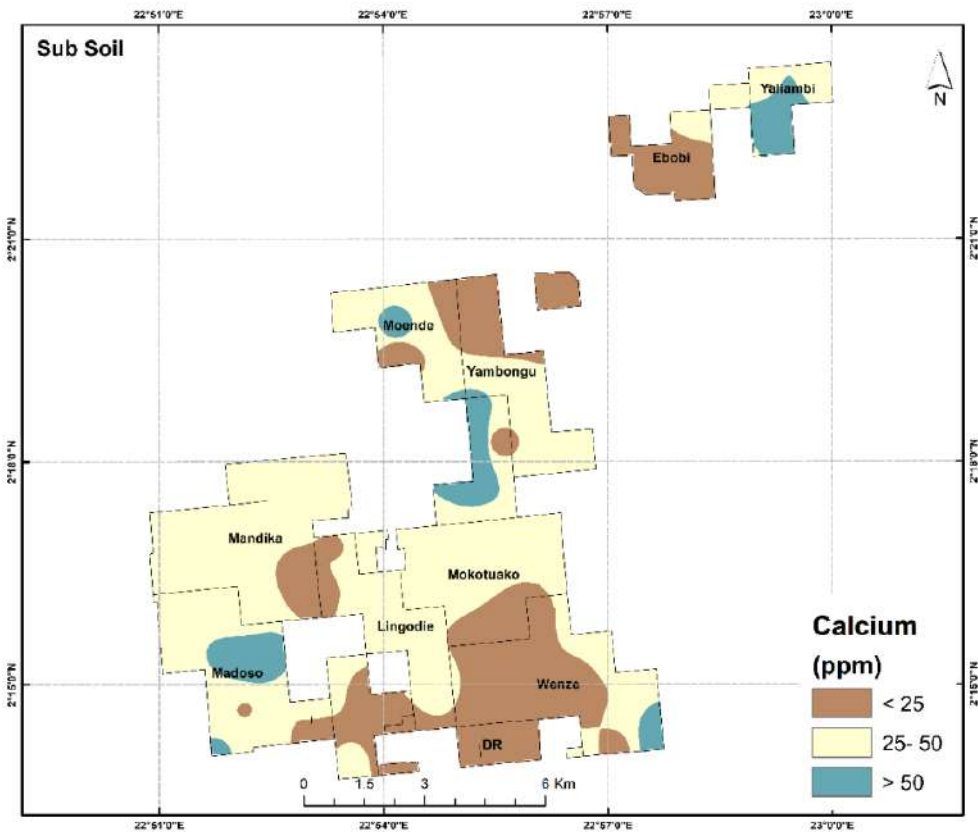 22°51'0"E 22°54'0"E 22°57'0"E 23°0'0"E
Sub Soil
N
Yaliambi
Ebobi
2°21'0"N 2°21'0"N
Moende
Yambongu
2°18'0"N 2°18'0"N
Mandika
Mokotuako
Lingodie
Calcium
(ppm)
Madoso
2°15'0"N 2°15'0"N
Wenze
< 25
DR
25- 50
0 1.5 3 6 Km
> 50
22°51'0"E 22°54'0"E 22°57'0"E 23°0'0"E